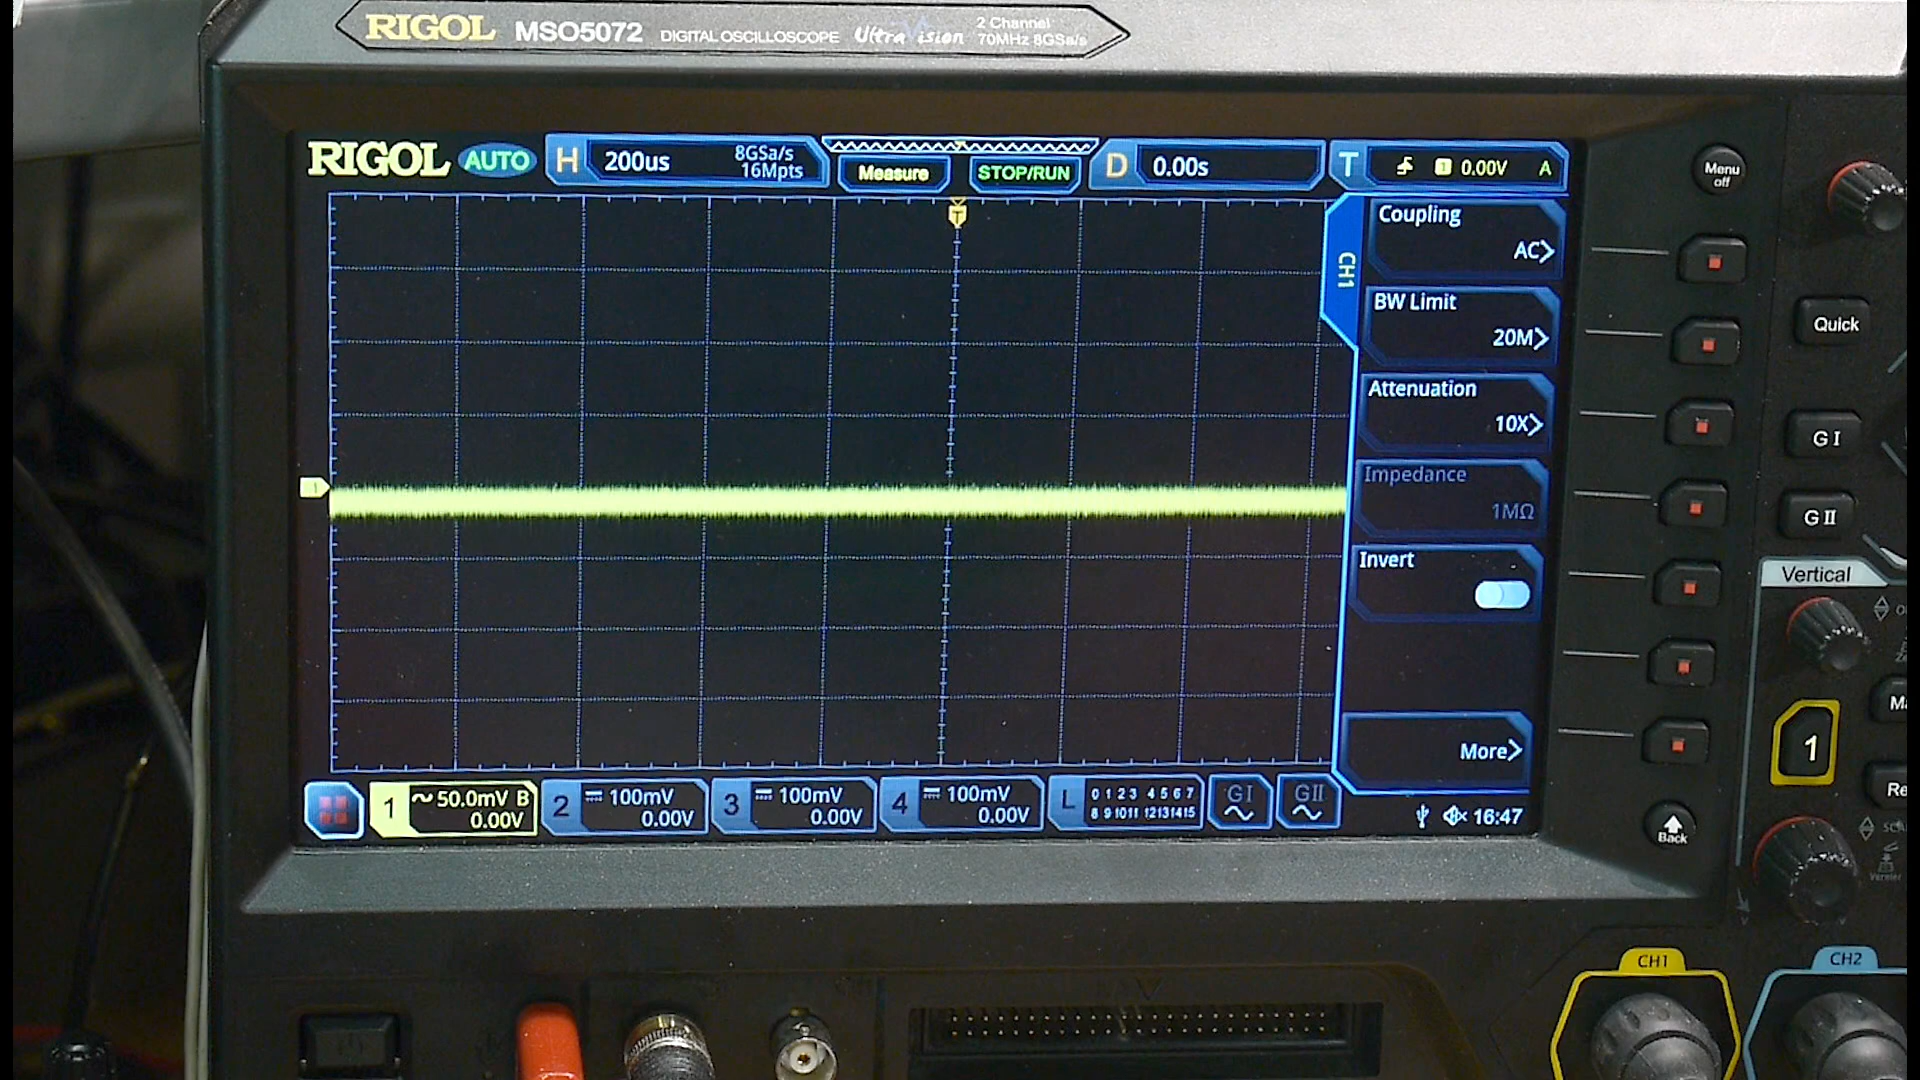 RIGOL MSO5072 DIGITAL OSCILLOSCOPE UltraVision 2 Channel
70MHz 8GSa/s
RIGOL AUTO H 200us 8GSa/s
16Mpts
Measure STOP/RUN D 0.00s T 1 0.00V A
Menu
off
T
Coupling
AC>
CH1
BW Limit
20M>
Quick
Attenuation
10X>
G I
Impedance
1MΩ
1
G II
Invert
Vertical
More>
1
1 50.0mV B
0.00V
2 100mV
0.00V
3 100mV
0.00V
4 100mV
0.00V
L 0 1 2 3 4 5 6 7
8 9 10 11 12 13 14 15
GI
GII
16:47
Back
CH1
CH2